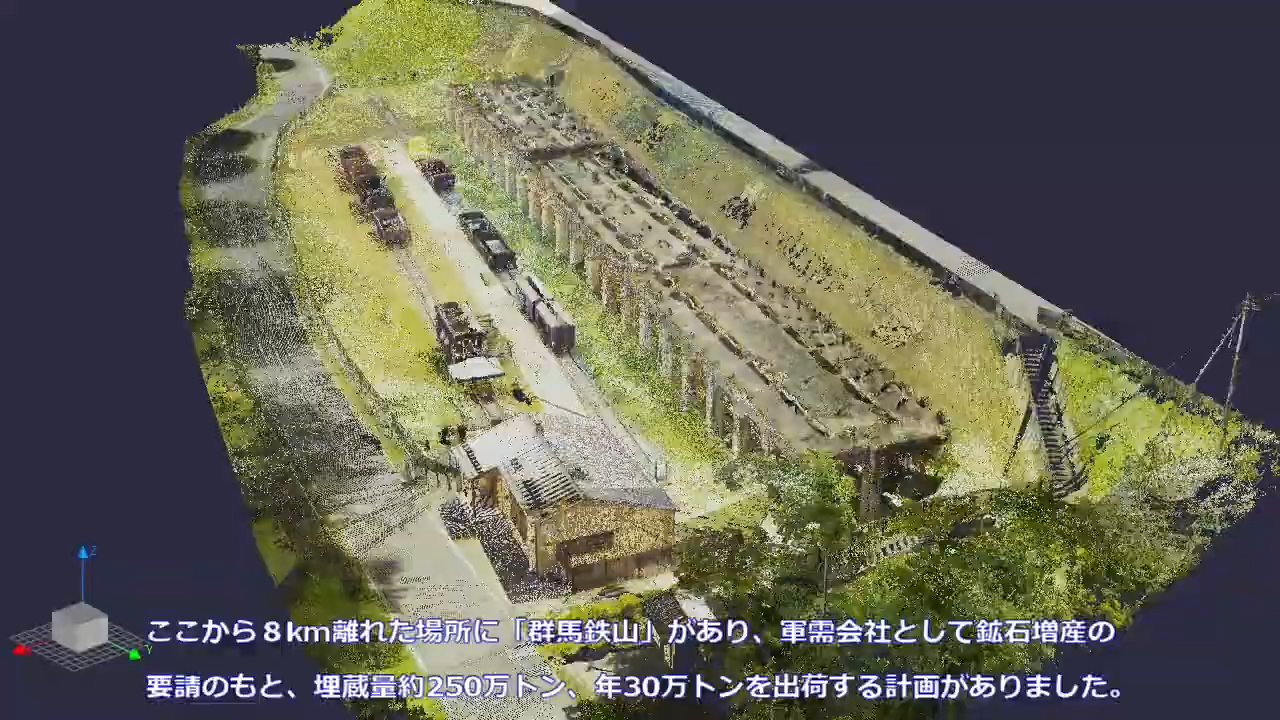 ここから８km離れた場所に「群馬鉄山」があり、軍需会社として鉱石増産の
要請のもと、埋蔵量約250万トン、年30万トンを出荷する計画がありました。
Z
Y